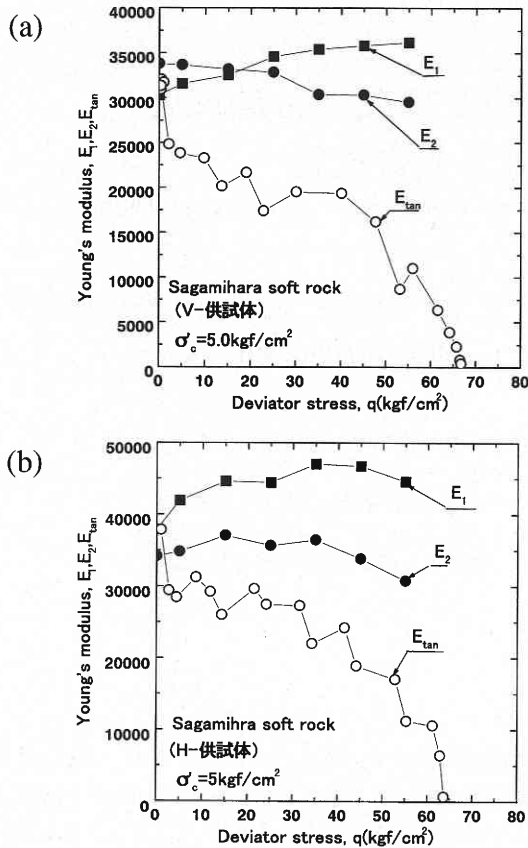 (a)
40000
35000
30000
25000
20000
15000
10000
5000
0
Young's modulus, E1,E2,Etan
E1
E2
Etan
Sagamihara soft rock
(V-供試体)
σ'c=5.0kgf/cm2
0 10 20 30 40 50 60 70 80
Deviator stress, q(kgf/cm2)
(b)
50000
40000
30000
20000
10000
0
Young's modulus, E1,E2,Etan
E1
E2
Etan
Sagamihra soft rock
(H-供試体)
σ'c=5kgf/cm2
0 10 20 30 40 50 60 70 80
Deviator stress, q(kgf/cm2)